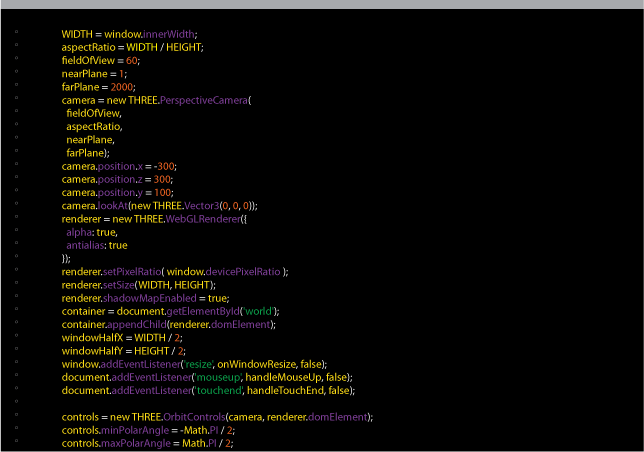 WIDTH = window.innerWidth;
aspectRatio = WIDTH / HEIGHT;
fieldOfView = 60;
nearPlane = 1;
farPlane = 2000;
camera = new THREE.PerspectiveCamera(
fieldOfView,
aspectRatio,
nearPlane,
farPlane);
camera.position.x = -300;
camera.position.z = 300;
camera.position.y = 100;
camera.lookAt(new THREE.Vector3(0, 0, 0));
renderer = new THREE.WebGLRenderer({
alpha: true,
antialias: true
});
renderer.setPixelRatio( window.devicePixelRatio );
renderer.setSize(WIDTH, HEIGHT);
renderer.shadowMapEnabled = true;
container = document.getElementById('world');
container.appendChild(renderer.domElement);
windowHalfX = WIDTH / 2;
windowHalfY = HEIGHT / 2;
window.addEventListener('resize', onWindowResize, false);
document.addEventListener('mouseup', handleMouseUp, false);
document.addEventListener('touchend', handleTouchEnd, false);
controls = new THREE.OrbitControls(camera, renderer.domElement);
controls.minPolarAngle = -Math.PI / 2;
controls.maxPolarAngle = Math.PI / 2;